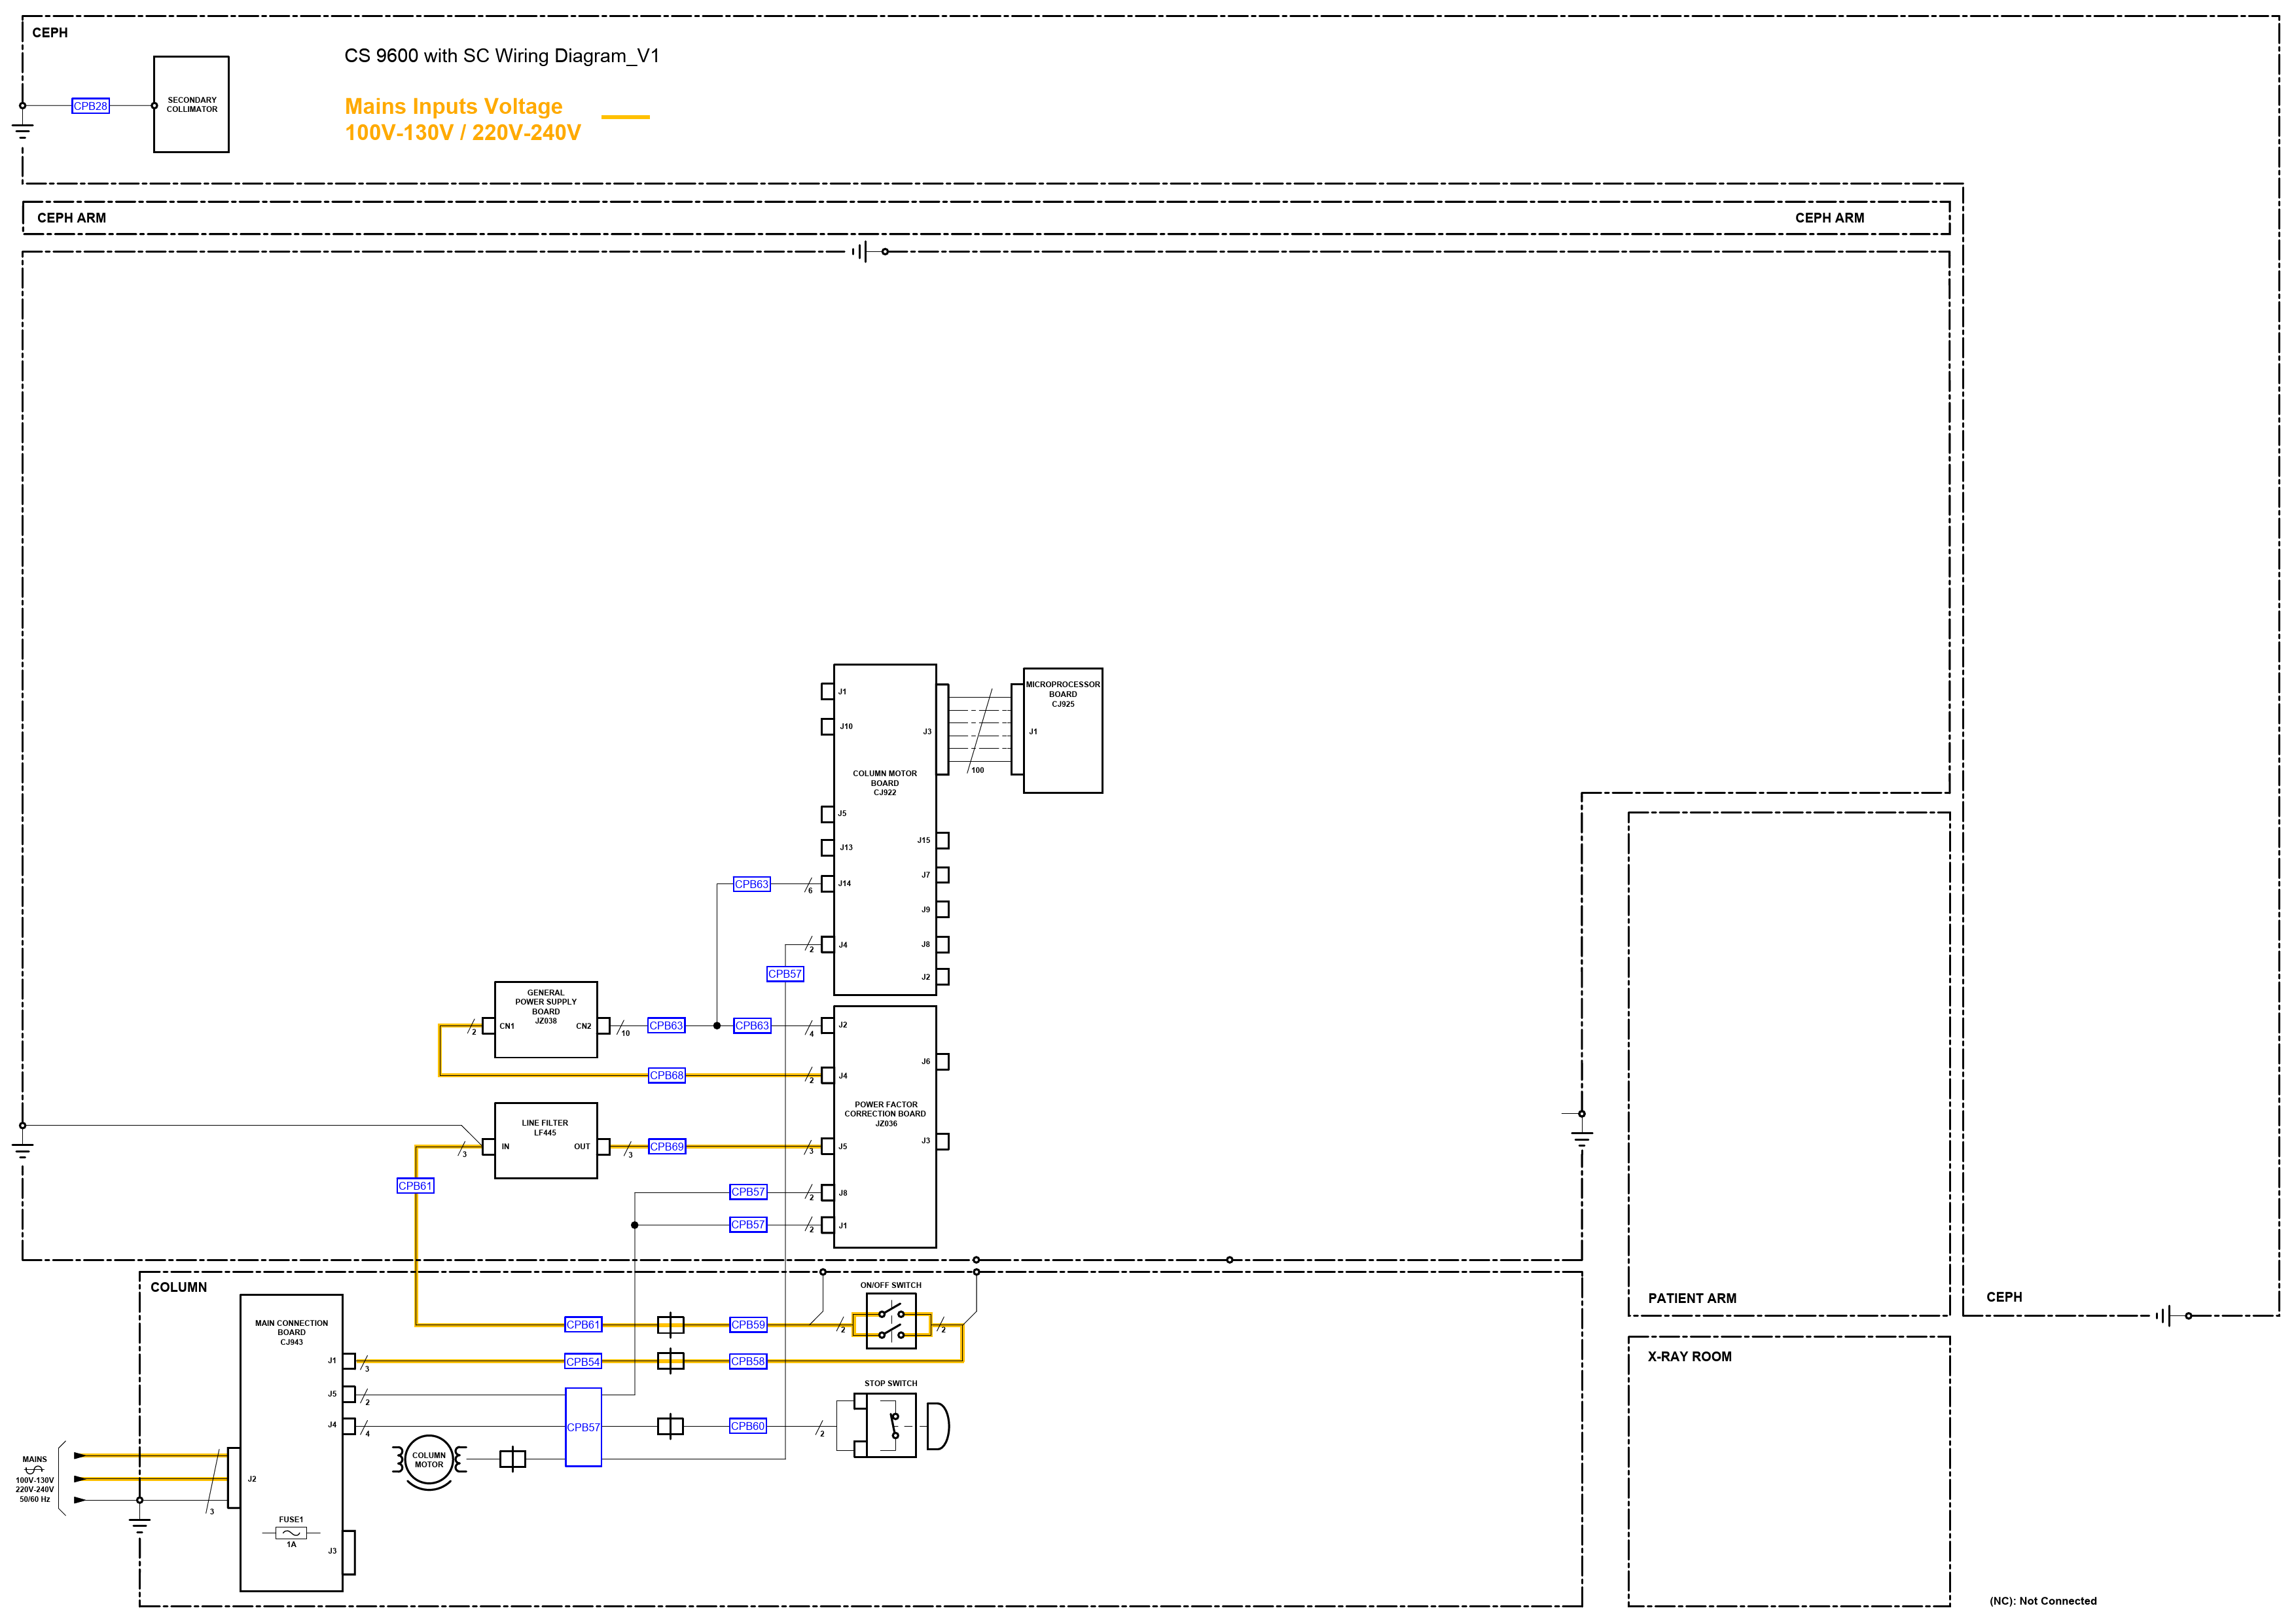 CEPH
CS 9600 with SC Wiring Diagram_V1
SECONDARY
COLLIMATOR
CPB28
Mains Inputs Voltage
100V-130V / 220V-240V
CEPH ARM
CEPH ARM
J1
J10
J3
COLUMN MOTOR
BOARD
CJ922
J5
J13
J14
J4
J15
J7
J9
J8
J2
100
MICROPROCESSOR
BOARD
CJ925
J1
CPB63
6
2
CPB57
GENERAL
POWER SUPPLY
BOARD
JZ038
CN1
CN2
2
10
CPB63
CPB63
4
J2
J6
CPB68
2
J4
POWER FACTOR
CORRECTION BOARD
JZ036
LINE FILTER
LF445
IN
OUT
3
3
CPB69
3
J5
J3
CPB61
CPB57
2
J8
CPB57
2
J1
COLUMN
ON/OFF SWITCH
CPB61
CPB59
2
2
MAIN CONNECTION
BOARD
CJ943
J1
3
CPB54
CPB58
J5
2
J4
4
CPB57
CPB60
2
STOP SWITCH
COLUMN
MOTOR
MAINS
100V-130V
220V-240V
50/60 Hz
3
J2
FUSE1
1A
J3
PATIENT ARM
CEPH
X-RAY ROOM
(NC): Not Connected